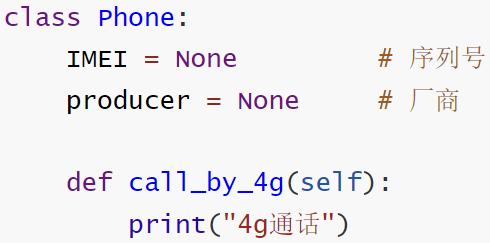 class Phone:
    IMEI = None         # 序列号
    producer = None     # 厂商
    def call_by_4g(self):
        print("4g通话")